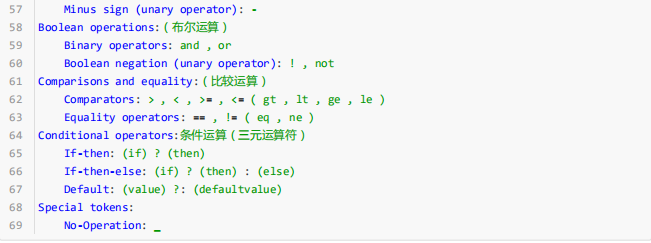 57 Minus sign (unary operator): -
58 Boolean operations:(布尔运算)
59 Binary operators: and , or
60 Boolean negation (unary operator): ! , not
61 Comparisons and equality:(比较运算)
62 Comparators: > , < , >= , <= ( gt , lt , ge , le )
63 Equality operators: == , != ( eq , ne )
64 Conditional operators:条件运算(三元运算符)
65 If-then: (if) ? (then)
66 If-then-else: (if) ? (then) : (else)
67 Default: (value) ?: (defaultvalue)
68 Special tokens:
69 No-Operation: _